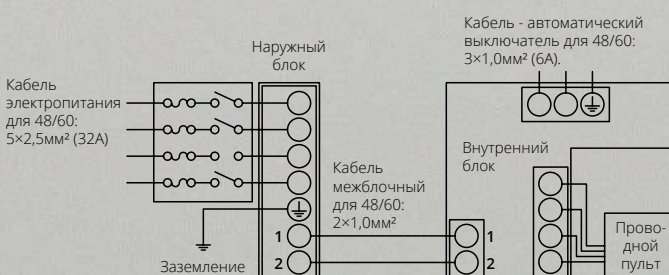 Кабель - автоматический
выключатель для 48/60:
3×1,0мм² (6А).
Наружный
блок
Кабель
электропитания
для 48/60:
5×2,5мм² (32А)
Внутренний
блок
Кабель
межблочный
для 48/60:
2×1,0мм²
Прово-
дной
пульт
1
1
Заземление
2
2